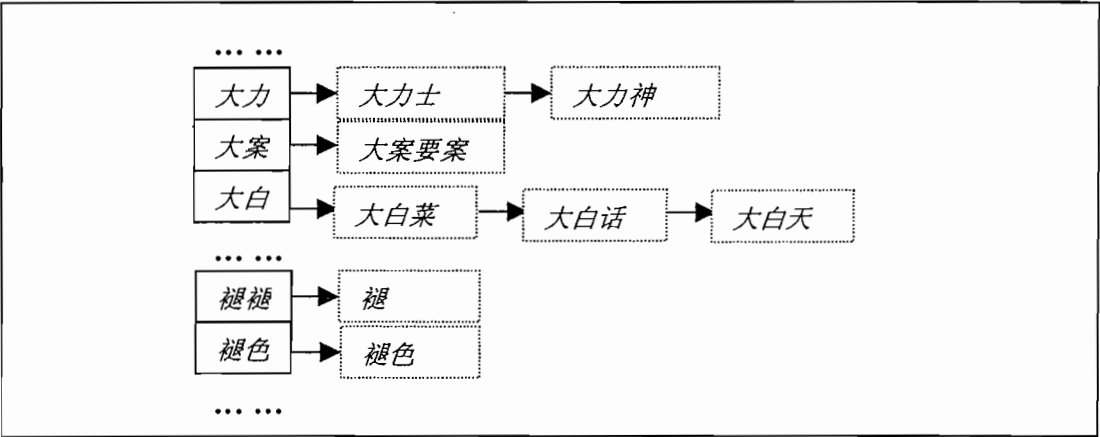 … …
大力 大力士 大力神
大案 大案要案
大白 大白菜 大白话 大白天
… …
褪褪 褪
褪色 褪色
… …